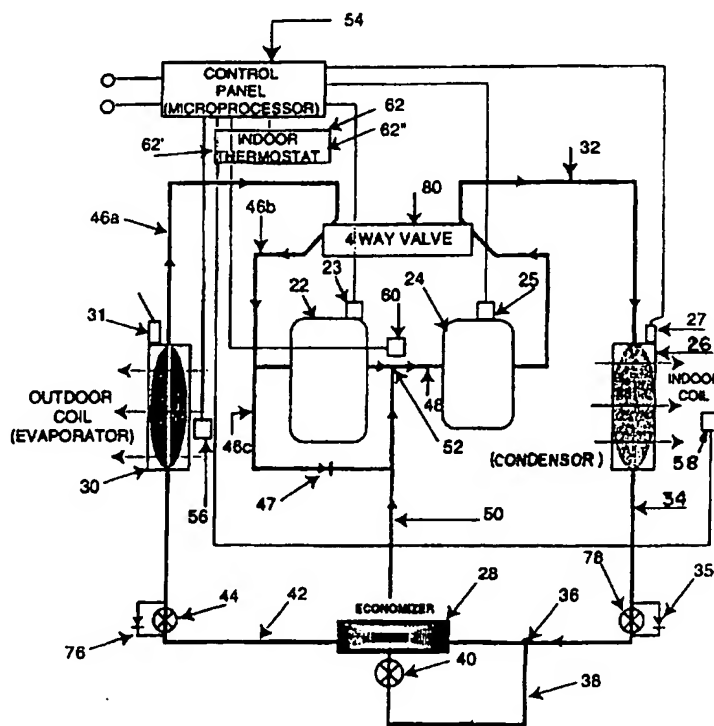 54
CONTROL
PANEL
(MICROPROCESSOR)
62
62'
INDOOR
THERMOSTAT
62"
32
46a
46b
80
4 WAY VALVE
23
22
60
24
25
31
27
26
INDOOR
COIL
OUTDOOR
COIL
(EVAPORATOR)
46c
52
48
(CONDENSOR)
58
30
56
47
50
34
ECONOMIZER
28
44
42
36
78
35
76
40
38